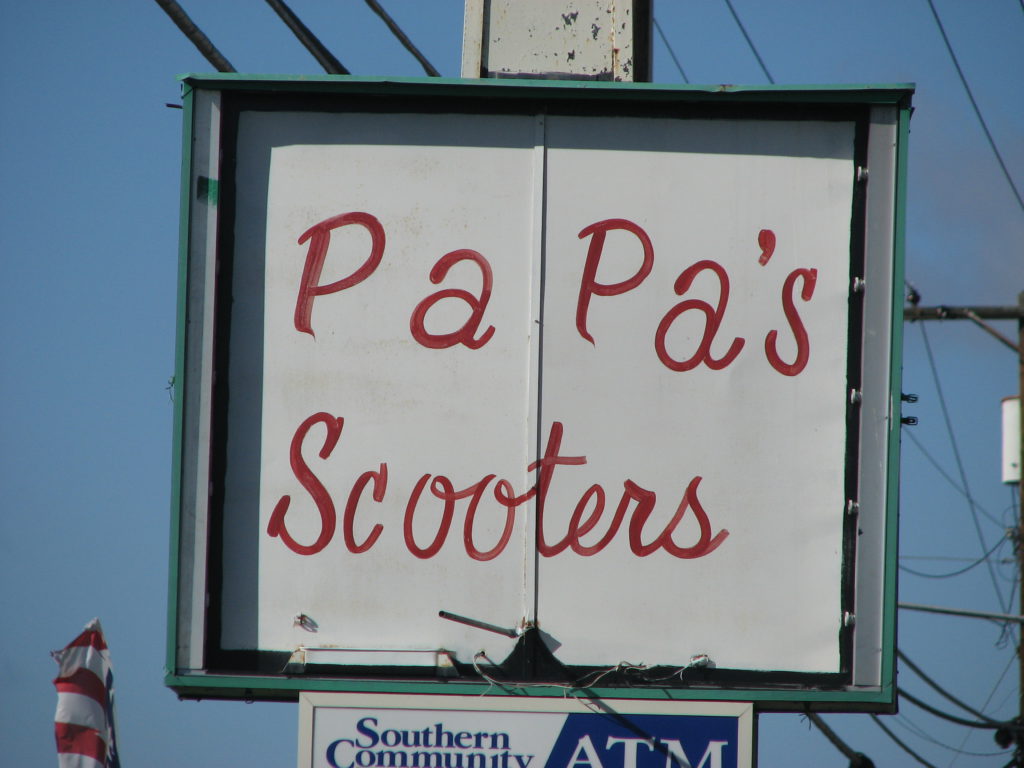 Pa Pa's
Scooters
Southern
Community
ATM